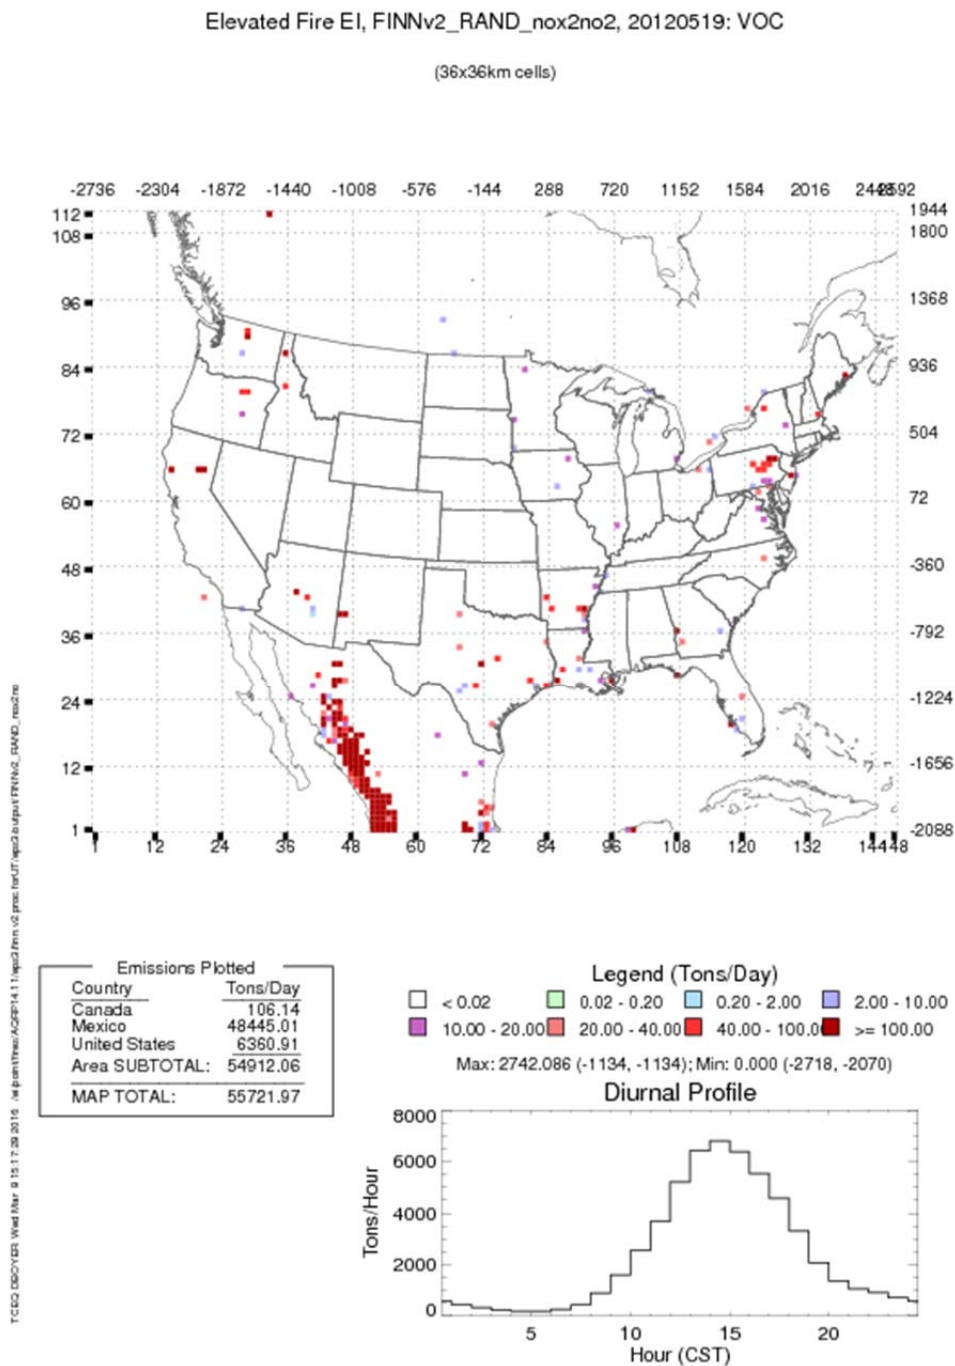 Elevated Fire EI, FINNv2_RAND_nox2no2, 20120519: VOC
(36x36km cells)
-2736 -2304 -1872 -1440 -1008 -576 -144 288 720 1152 1584 2016 2448 2592
112 1944
108 1800
96 1368
84 936
72 504
60 72
48 -360
36 -792
24 -1224
12 -1656
1 -2088
1 12 24 36 48 60 72 84 96 108 120 132 144 148
Emissions Plotted
Country Tons/Day
Canada 106.14
Mexico 48445.01
United States 6360.91
Area SUBTOTAL: 54912.06
MAP TOTAL: 55721.97
Legend (Tons/Day)
< 0.02 0.02 - 0.20 0.20 - 2.00 2.00 - 10.00
10.00 - 20.00 20.00 - 40.00 40.00 - 100.00 >= 100.00
Max: 2742.086 (-1134, -1134); Min: 0.000 (-2718, -2070)
Diurnal Profile
8000
6000
4000
2000
0
Tons/Hour
5 10 15 20
Hour (CST)